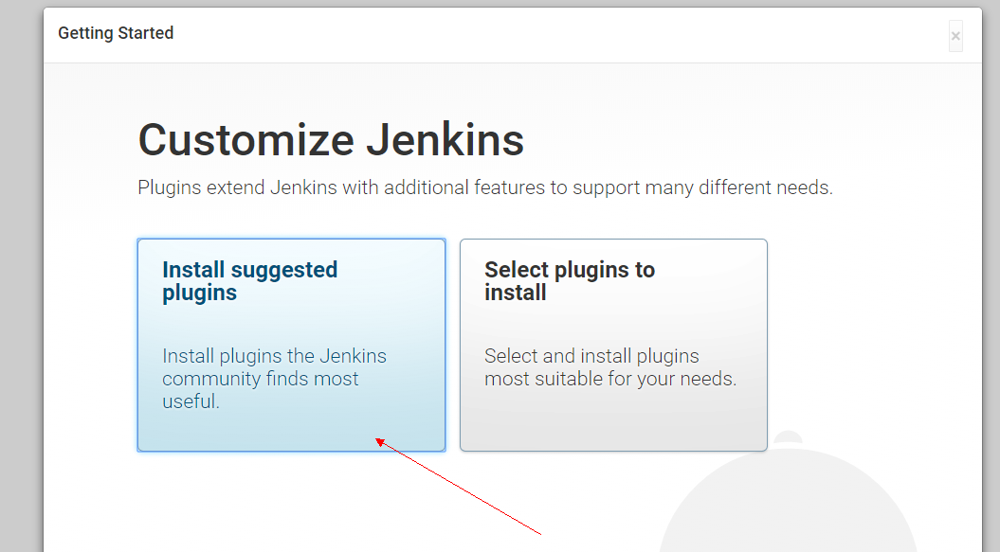 Getting Started
×
Customize Jenkins
Plugins extend Jenkins with additional features to support many different needs.
Install suggested
plugins
Install plugins the Jenkins
community finds most
useful.
Select plugins to
install
Select and install plugins
most suitable for your needs.